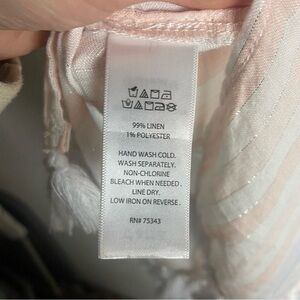 99% LINEN
1% POLYESTER
HAND WASH COLD.
WASH SEPARATELY.
NON-CHLORINE
BLEACH WHEN NEEDED.
LINE DRY.
LOW IRON ON REVERSE.
RN# 75343